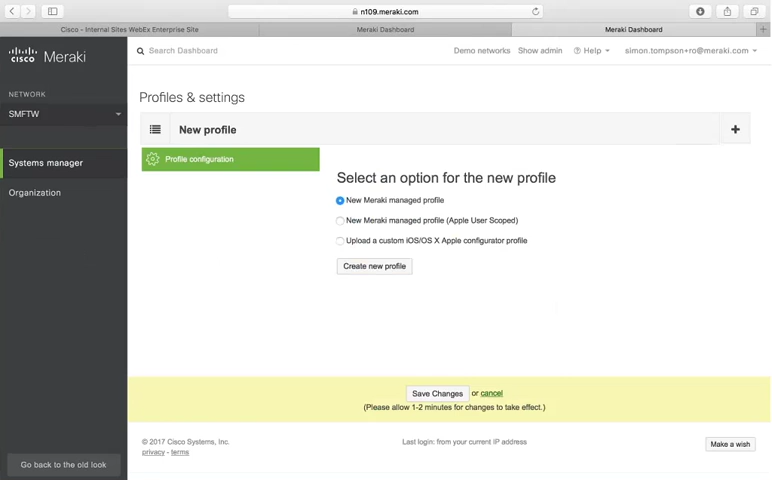 n109.meraki.com
Cisco - Internal Sites WebEx Enterprise Site
Meraki Dashboard
Meraki Dashboard
CISCO Meraki
Search Dashboard
Demo networks
Show admin
Help
simon.tompson+ro@meraki.com
NETWORK
SMFTW
Systems manager
Organization
Profiles & settings
New profile
Profile configuration
Select an option for the new profile
New Meraki managed profile
New Meraki managed profile (Apple User Scoped)
Upload a custom iOS/OS X Apple configurator profile
Create new profile
Save Changes or cancel
(Please allow 1-2 minutes for changes to take effect.)
© 2017 Cisco Systems, Inc.
privacy - terms
Last login: from your current IP address
Make a wish
Go back to the old look